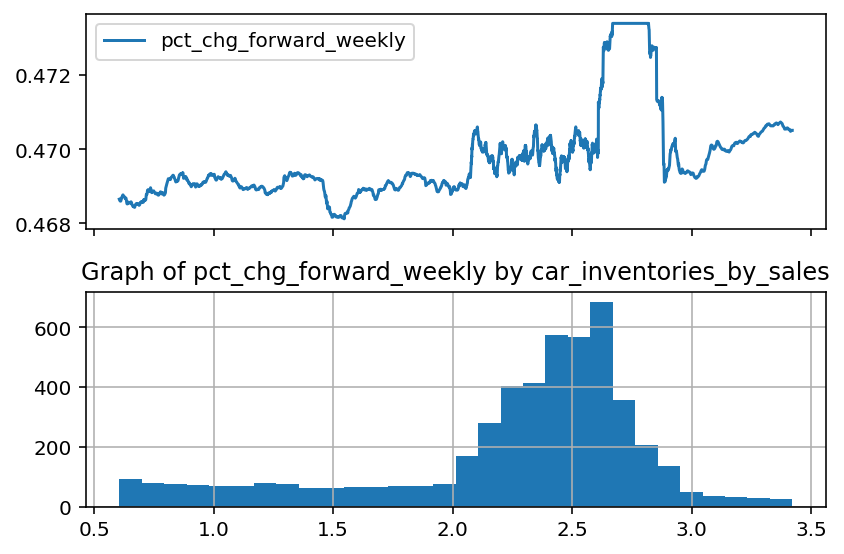 pct_chg_forward_weekly
0.472
0.470
0.468
Graph of pct_chg_forward_weekly by car_inventories_by_sales
600
400
200
0
0.5 1.0 1.5 2.0 2.5 3.0 3.5